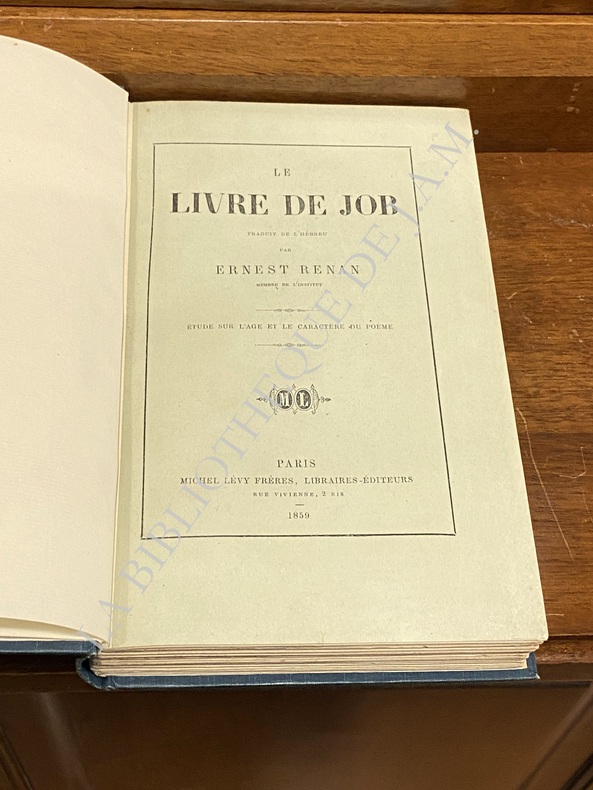 LE
LIVRE DE JOB
TRADUIT DE L'HÉBREU
PAR
ERNEST RENAN
MEMBRE DE L'INSTITUT
ÉTUDE SUR L'AGE ET LE CARACTÈRE DU POËME
M L
PARIS
MICHEL LÉVY FRÈRES, LIBRAIRES-ÉDITEURS
RUE VIVIENNE, 2 BIS
1859
LA BIBLIOTHEQUE DE J.A.M